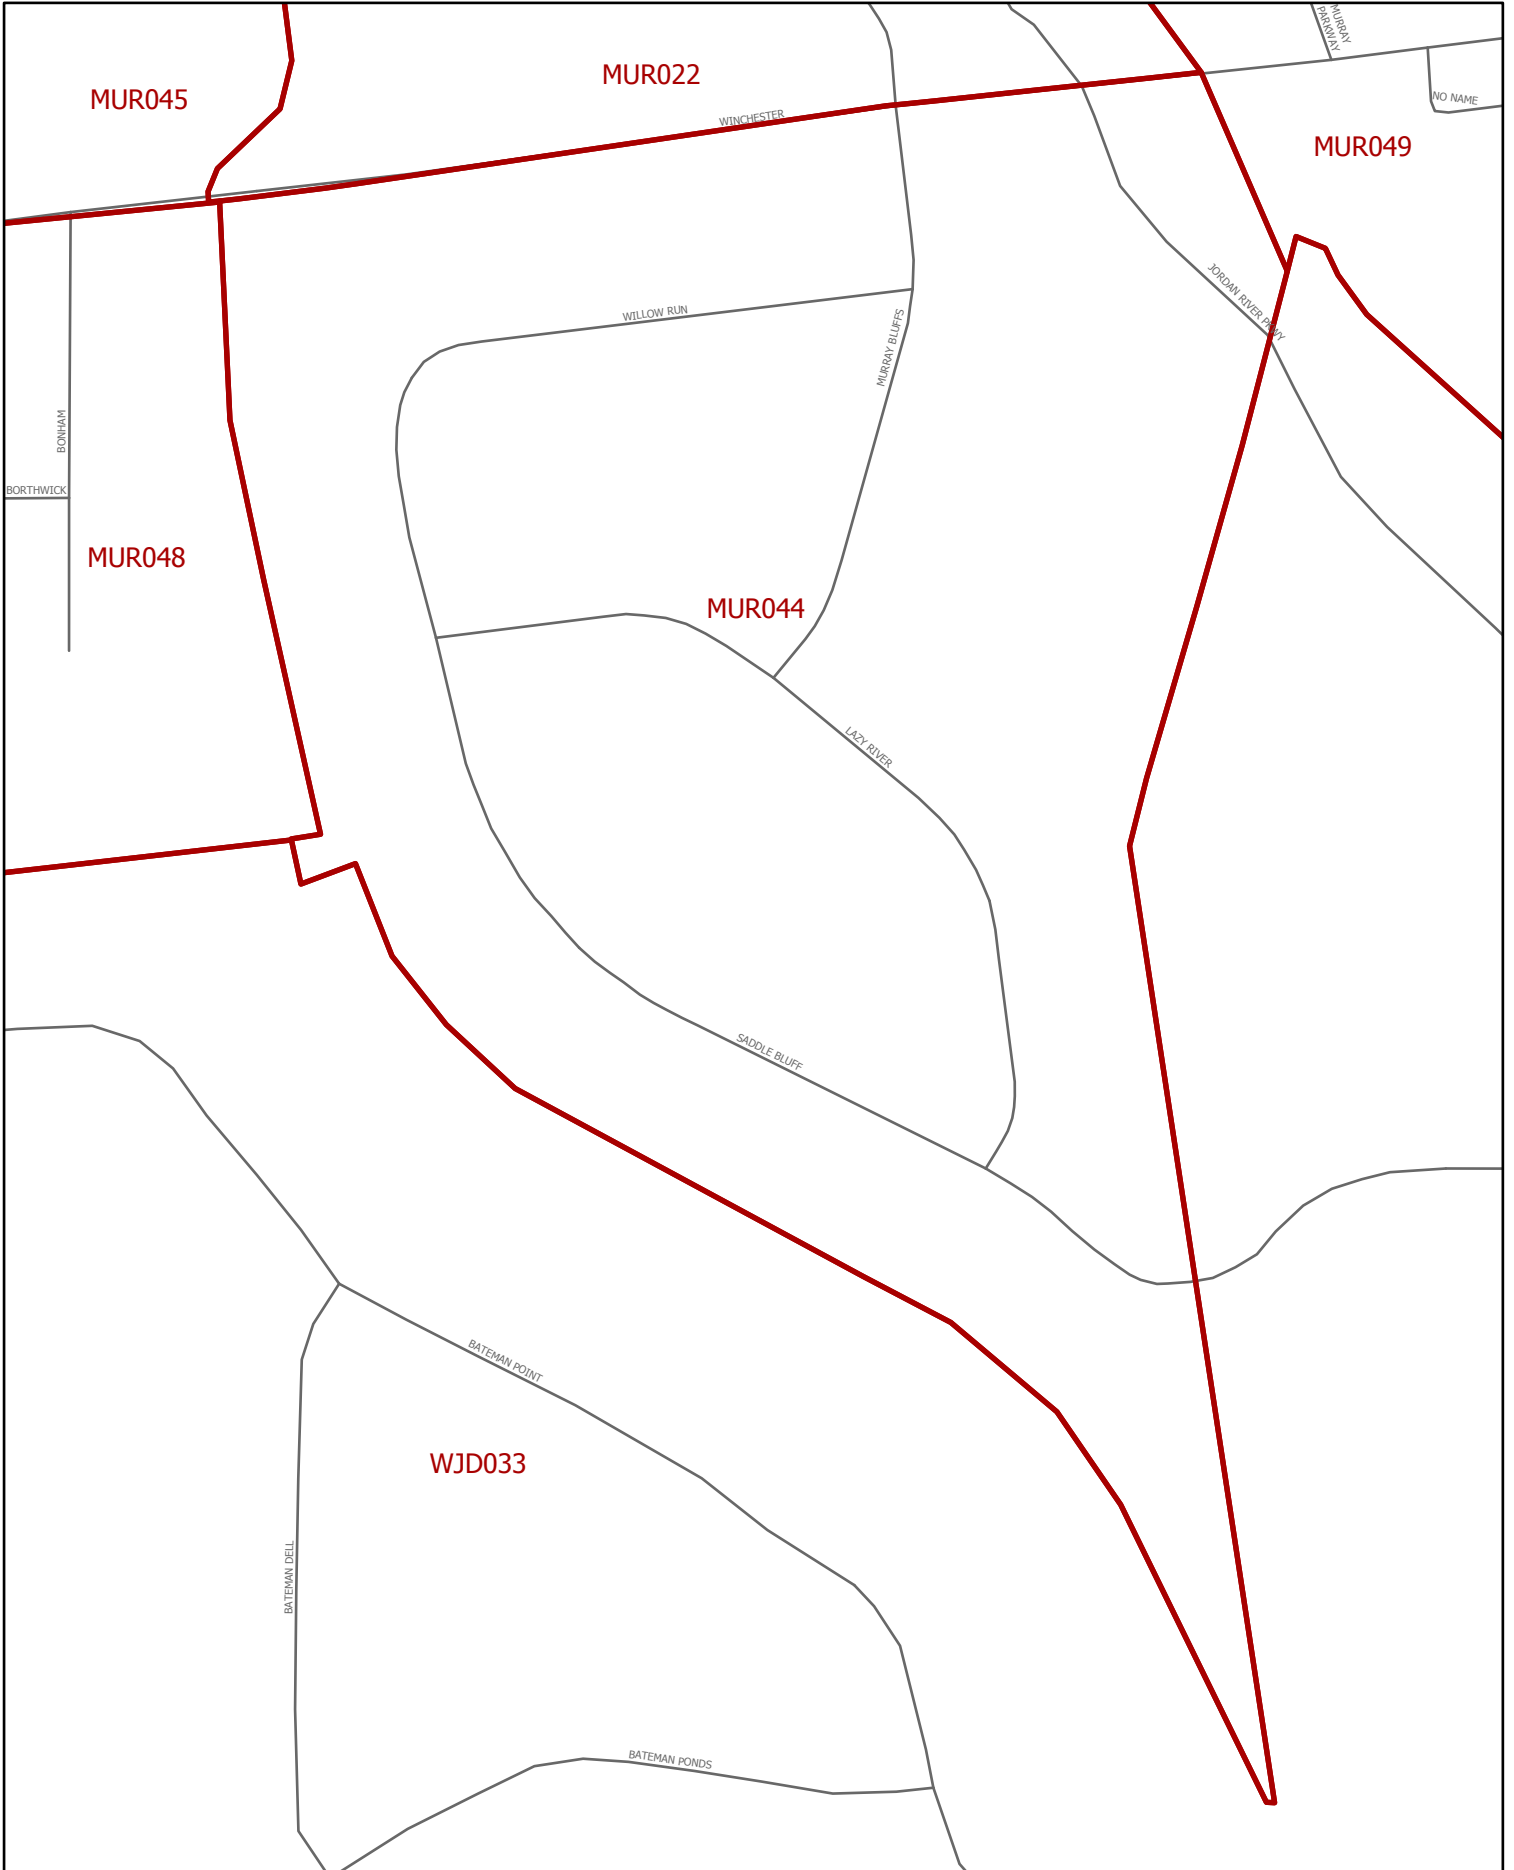 MURRAY
PARKWAY
MUR022
MUR045
NO NAME
WINCHESTER
MUR049
JORDAN RIVER PKWY
WILLOW RUN
MURRAY BLUFFS
BONHAM
BORTHWICK
MUR048
MUR044
LAZY RIVER
SADDLE BLUFF
BATEMAN POINT
WJD033
BATEMAN DELL
BATEMAN PONDS